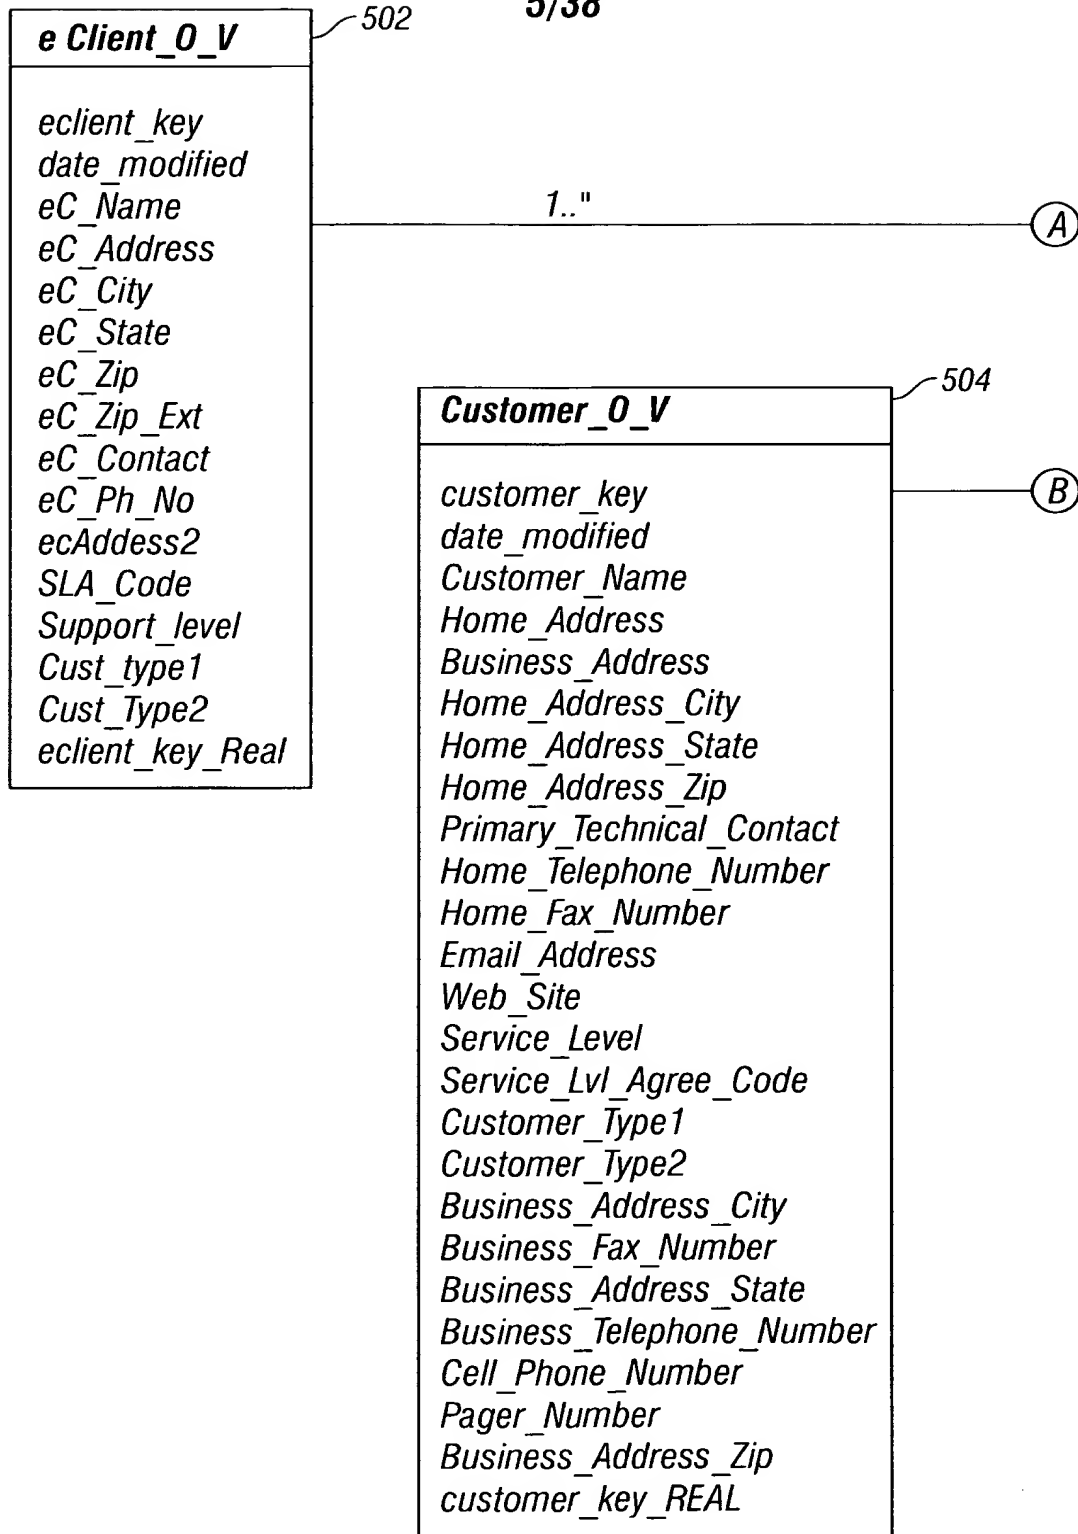 5/38
502
e Client_O_V
eclient_key
date_modified
eC_Name
eC_Address
eC_City
eC_State
eC_Zip
eC_Zip_Ext
eC_Contact
eC_Ph_No
ecAddess2
SLA_Code
Support_level
Cust_type1
Cust_Type2
eclient_key_Real
1.."
A
504
Customer_O_V
B
customer_key
date_modified
Customer_Name
Home_Address
Business_Address
Home_Address_City
Home_Address_State
Home_Address_Zip
Primary_Technical_Contact
Home_Telephone_Number
Home_Fax_Number
Email_Address
Web_Site
Service_Level
Service_Lvl_Agree_Code
Customer_Type1
Customer_Type2
Business_Address_City
Business_Fax_Number
Business_Address_State
Business_Telephone_Number
Cell_Phone_Number
Pager_Number
Business_Address_Zip
customer_key_REAL